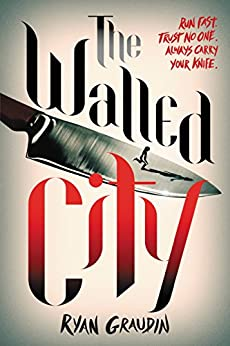 The
Walled
City
RUN FAST.
TRUST NO ONE.
ALWAYS CARRY
YOUR KNIFE.
RYAN GRAUDIN